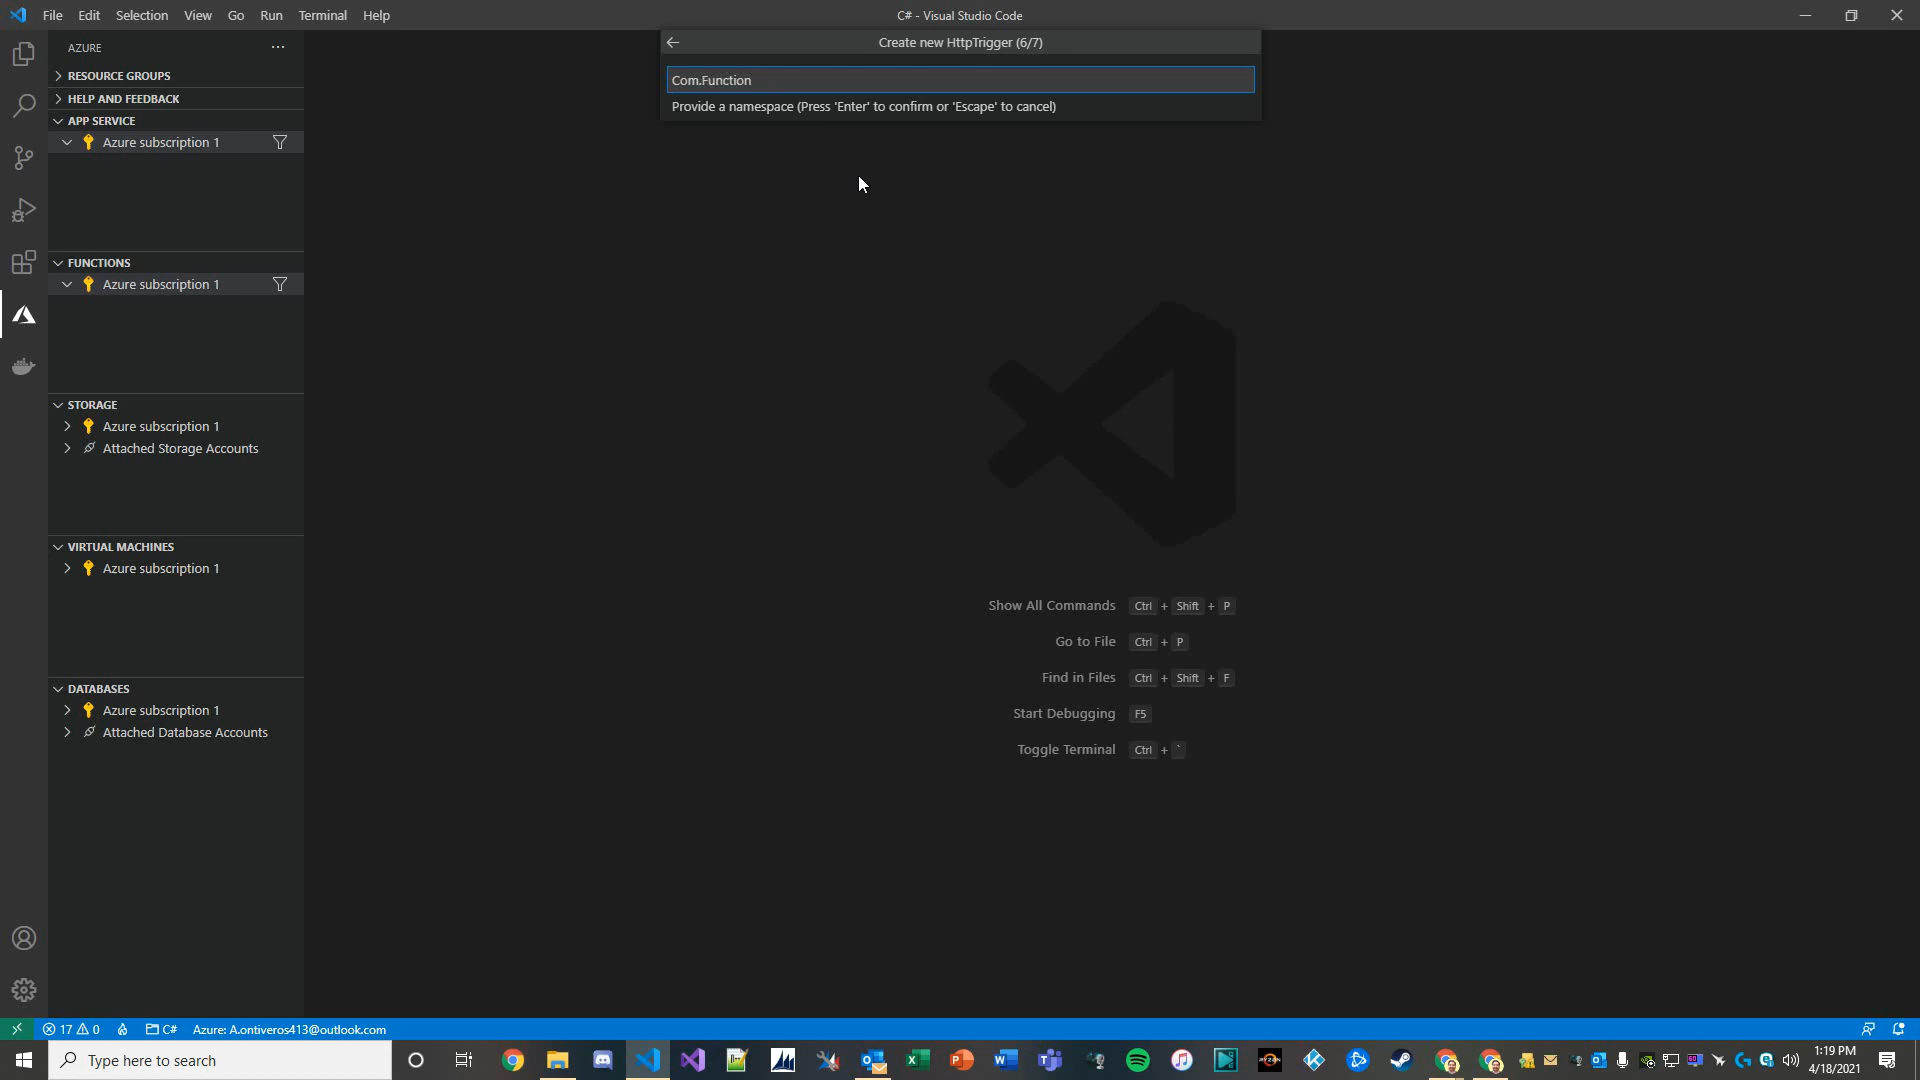 File Edit Selection View Go Run Terminal Help
C# - Visual Studio Code
AZURE
Create new HttpTrigger (6/7)
RESOURCE GROUPS
Com.Function
HELP AND FEEDBACK
Provide a namespace (Press 'Enter' to confirm or 'Escape' to cancel)
APP SERVICE
Azure subscription 1
FUNCTIONS
Azure subscription 1
STORAGE
Azure subscription 1
Attached Storage Accounts
VIRTUAL MACHINES
Azure subscription 1
Show All Commands Ctrl + Shift + P
Go to File Ctrl + P
Find in Files Ctrl + Shift + F
DATABASES
Azure subscription 1
Start Debugging F5
Attached Database Accounts
Toggle Terminal Ctrl + `
17 0 C# Azure: A.ontiveros413@outlook.com
Type here to search
1:19 PM
4/18/2021